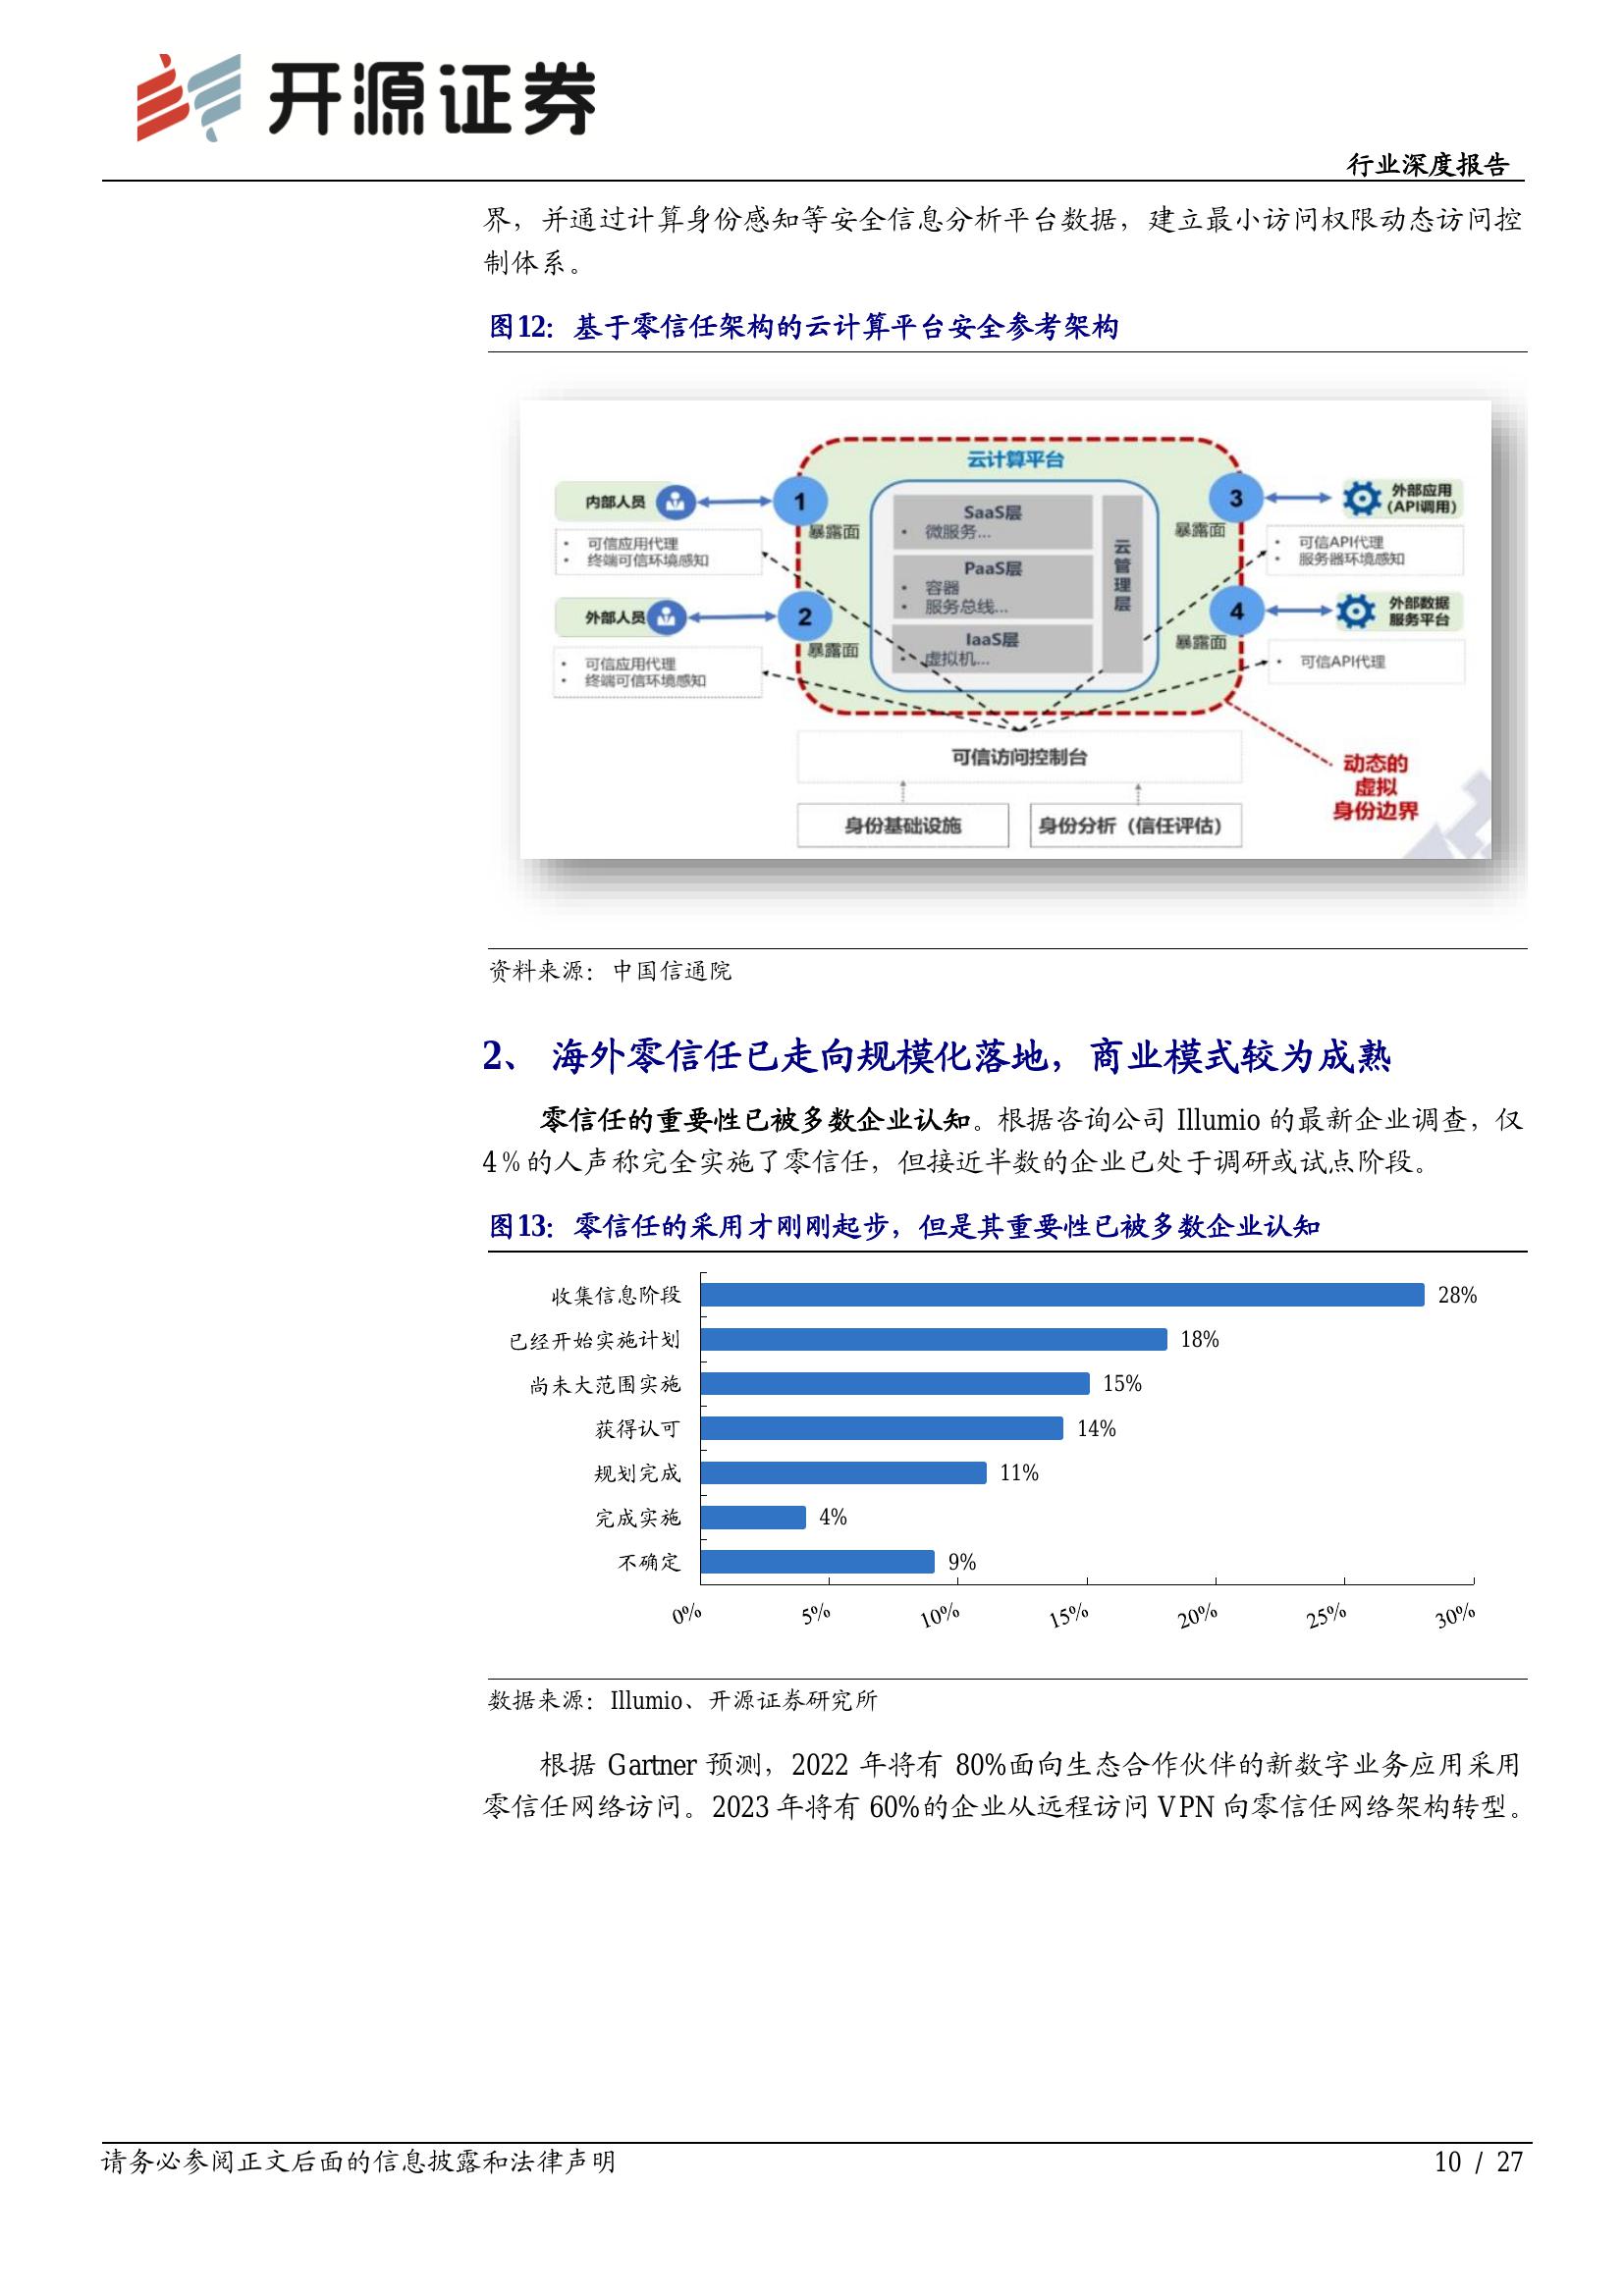 开源证券
行业深度报告
界，并通过计算身份感知等安全信息分析平台数据，建立最小访问权限动态访问控
制体系。
图12：基于零信任架构的云计算平台安全参考架构
云计算平台
内部人员
1
暴露面
• 可信应用代理
• 终端可信环境感知
外部人员
2
暴露面
• 可信应用代理
• 终端可信环境感知
SaaS层
• 微服务...
PaaS层
• 容器
• 服务总线...
IaaS层
• 虚拟机...
云管理层
3
暴露面
外部应用
（API调用）
• 可信API代理
• 服务器环境感知
4
暴露面
外部数据
服务平台
• 可信API代理
可信访问控制台
身份基础设施
身份分析（信任评估）
动态的
虚拟
身份边界
资料来源：中国信通院
2、 海外零信任已走向规模化落地，商业模式较为成熟
零信任的重要性已被多数企业认知。根据咨询公司 Illumio 的最新企业调查，仅
4%的人声称完全实施了零信任，但接近半数的企业已处于调研或试点阶段。
图13：零信任的采用才刚刚起步，但是其重要性已被多数企业认知
收集信息阶段 28%
已经开始实施计划 18%
尚未大范围实施 15%
获得认可 14%
规划完成 11%
完成实施 4%
不确定 9%
0% 5% 10% 15% 20% 25% 30%
数据来源：Illumio、开源证券研究所
根据 Gartner 预测，2022 年将有 80%面向生态合作伙伴的新数字业务应用采用
零信任网络访问。2023 年将有 60%的企业从远程访问 VPN 向零信任网络架构转型。
请务必参阅正文后面的信息披露和法律声明
10 / 27